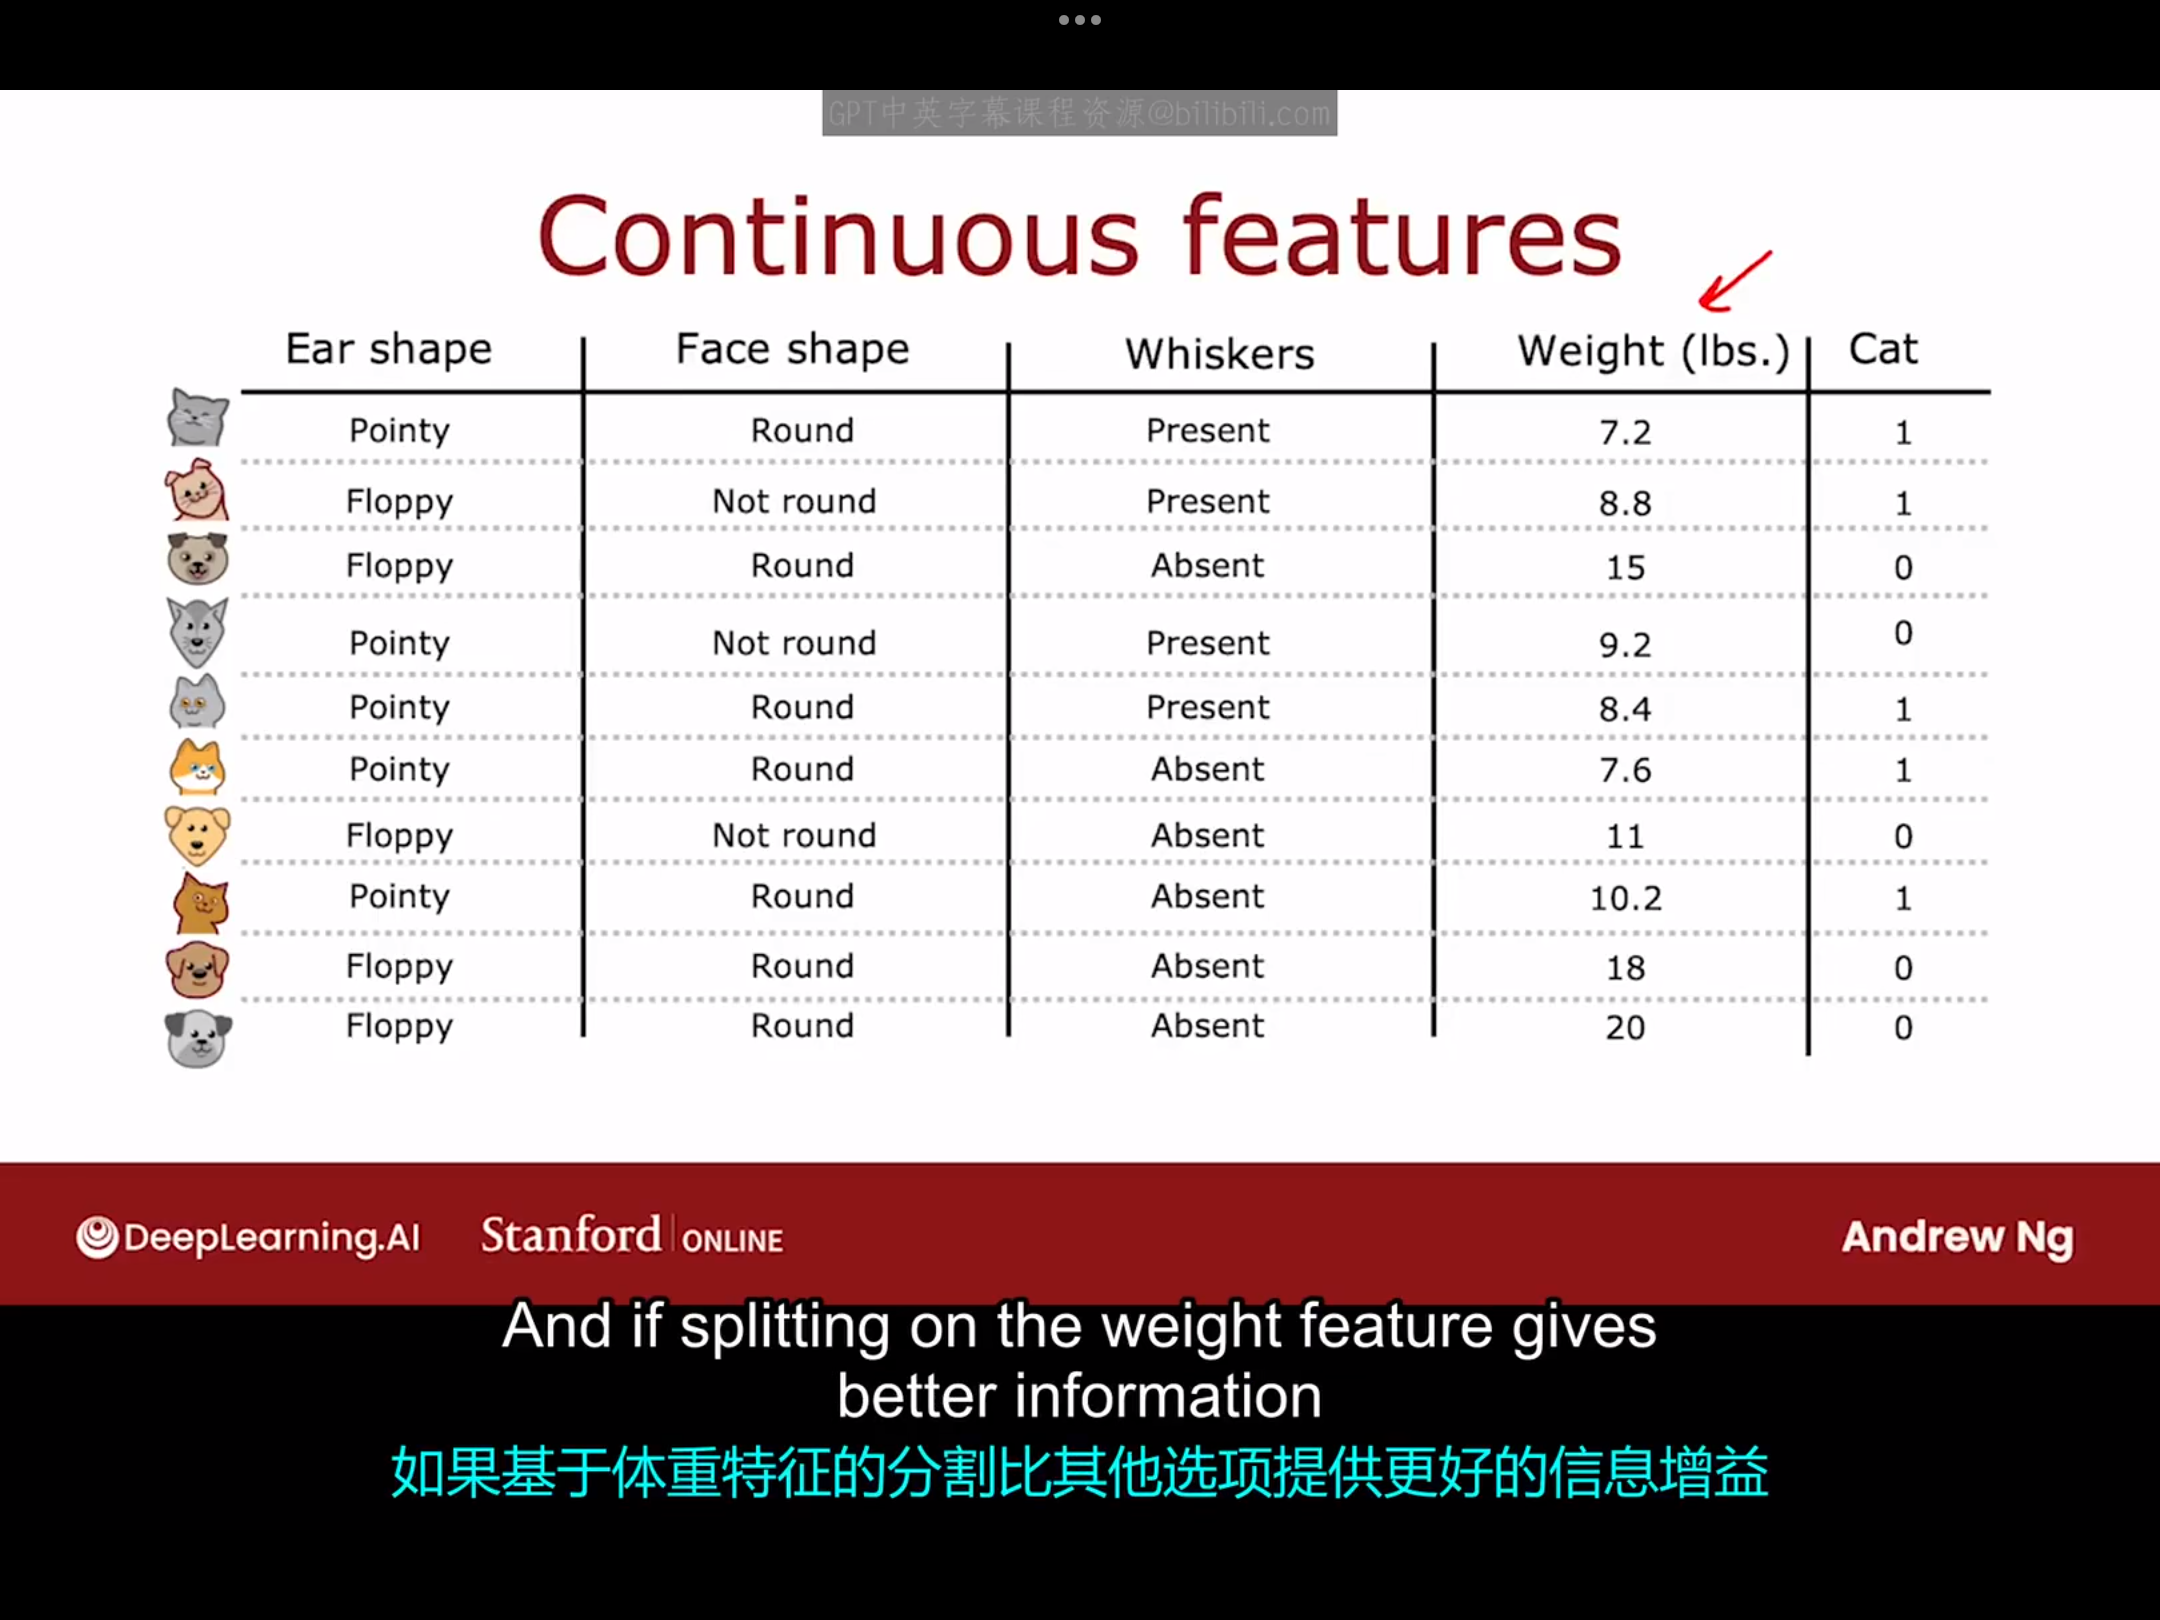 GPT中英字幕课程资源@bilibili.com
Continuous features
Ear shape Face shape Whiskers Weight (lbs.) Cat
Pointy Round Present 7.2 1
Floppy Not round Present 8.8 1
Floppy Round Absent 15 0
Pointy Not round Present 9.2 0
Pointy Round Present 8.4 1
Pointy Round Absent 7.6 1
Floppy Not round Absent 11 0
Pointy Round Absent 10.2 1
Floppy Round Absent 18 0
Floppy Round Absent 20 0
DeepLearning.AI Stanford ONLINE Andrew Ng
And if splitting on the weight feature gives
better information
如果基于体重特征的分割比其他选项提供更好的信息增益